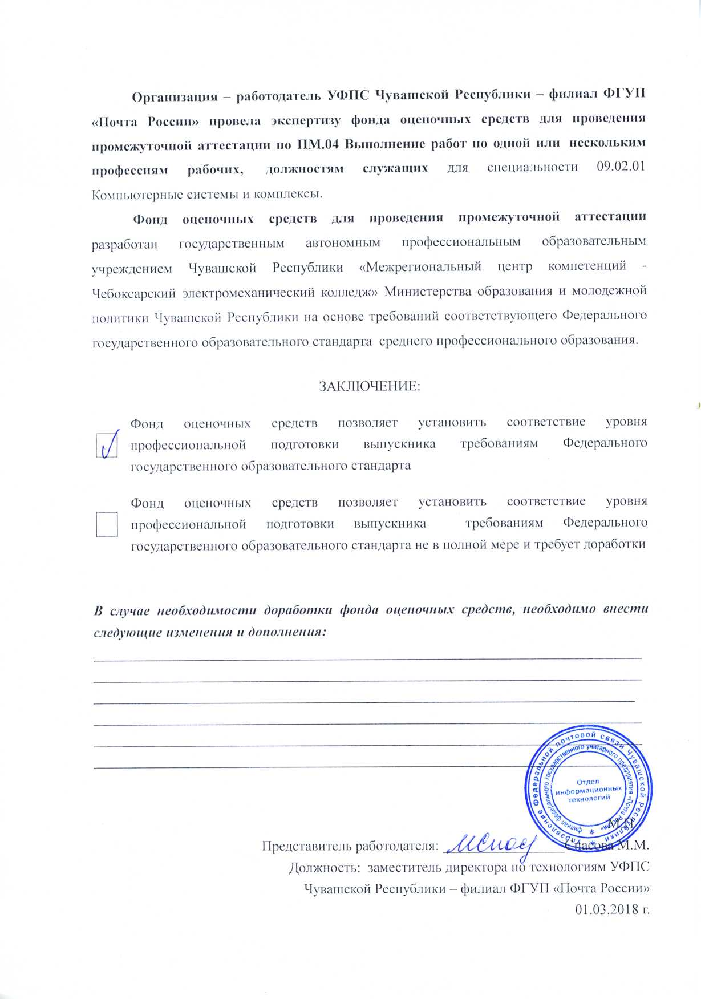 Организация – работодатель УФПС Чувашской Республики – филиал ФГУП
«Почта России» провела экспертизу фонда оценочных средств для проведения
промежуточной аттестации по ПМ.04 Выполнение работ по одной или нескольким
профессиям рабочих, должностям служащих для специальности 09.02.01
Компьютерные системы и комплексы.
Фонд оценочных средств для проведения промежуточной аттестации
разработан государственным автономным профессиональным образовательным
учреждением Чувашской Республики «Межрегиональный центр компетенций -
Чебоксарский электромеханический колледж» Министерства образования и молодежной
политики Чувашской Республики на основе требований соответствующего Федерального
государственного образовательного стандарта среднего профессионального образования.
ЗАКЛЮЧЕНИЕ:
Фонд оценочных средств позволяет установить соответствие уровня
профессиональной подготовки выпускника требованиям Федерального
государственного образовательного стандарта
Фонд оценочных средств позволяет установить соответствие уровня
профессиональной подготовки выпускника требованиям Федерального
государственного образовательного стандарта не в полной мере и требует доработки
В случае необходимости доработки фонда оценочных средств, необходимо внести
следующие изменения и дополнения:
Управление Федеральной почтовой связи Чувашской Республики
филиал Федерального государственного унитарного предприятия «Почта России»
Отдел
информационных
технологий
М.П
Представитель работодателя: Спасова М.М.
Должность: заместитель директора по технологиям УФПС
Чувашской Республики – филиал ФГУП «Почта России»
01.03.2018 г.